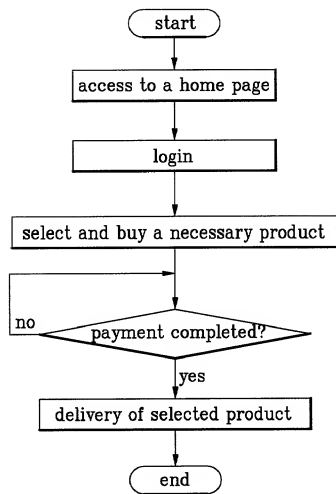 start
access to a home page
login
select and buy a necessary product
no
payment completed?
yes
delivery of selected product
end